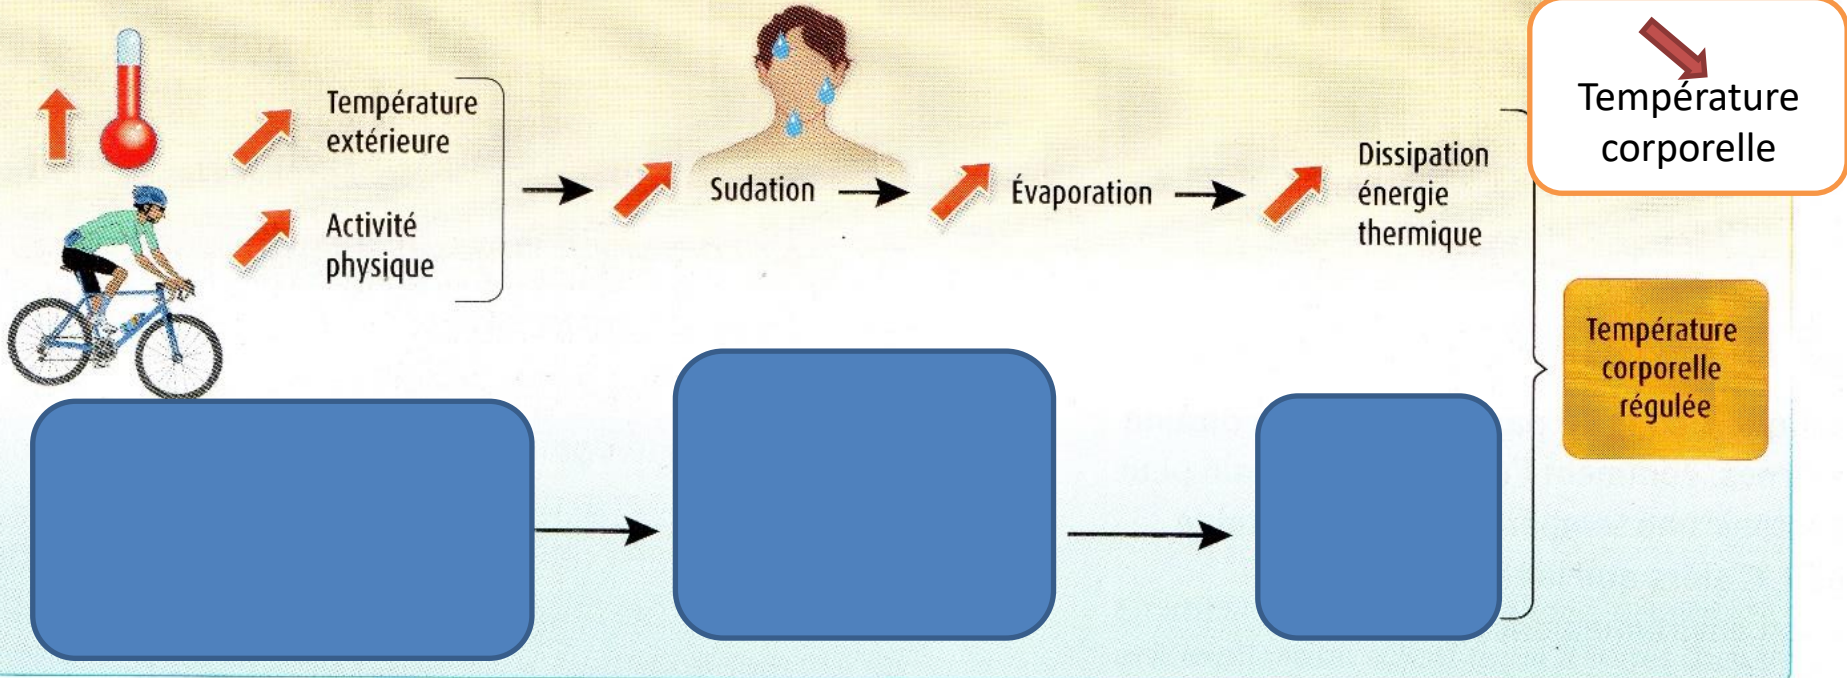 Température
extérieure
Activité
physique
Sudation
Évaporation
Dissipation
énergie
thermique
Température
corporelle
Température
corporelle
régulée